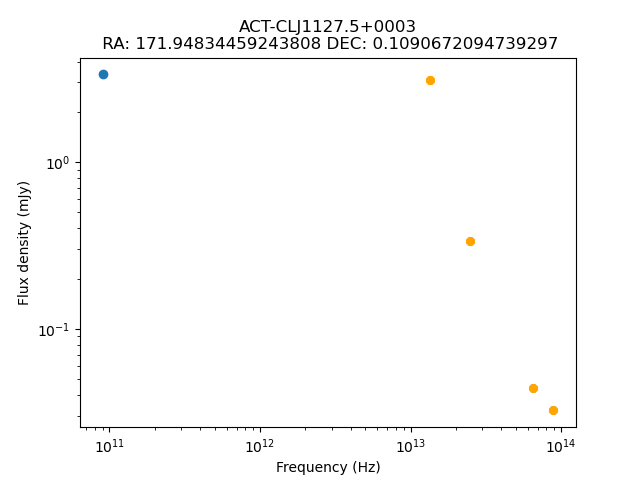 ACT-CLJ1127.5+0003
RA: 171.94834459243808 DEC: 0.1090672094739297
Flux density (mJy)
10⁰
10⁻¹
10¹¹ 10¹² 10¹³ 10¹⁴
Frequency (Hz)